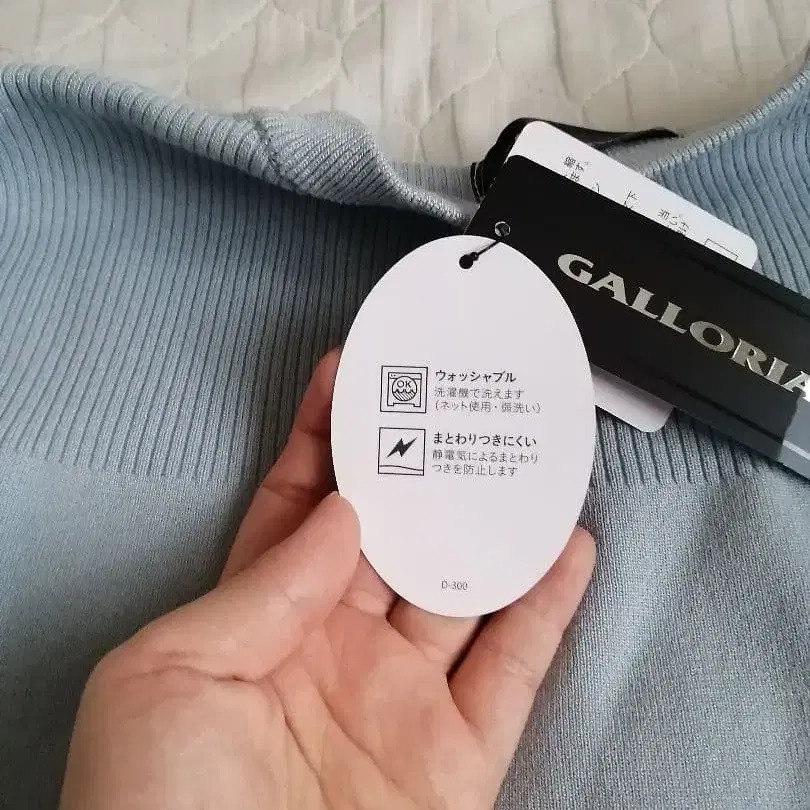 GALLORIA
OK
ウォッシャブル
洗濯機で洗えます
(ネット使用・弱洗い)
まとわりつきにくい
静電気によるまとわり
つきを防止します
D-300